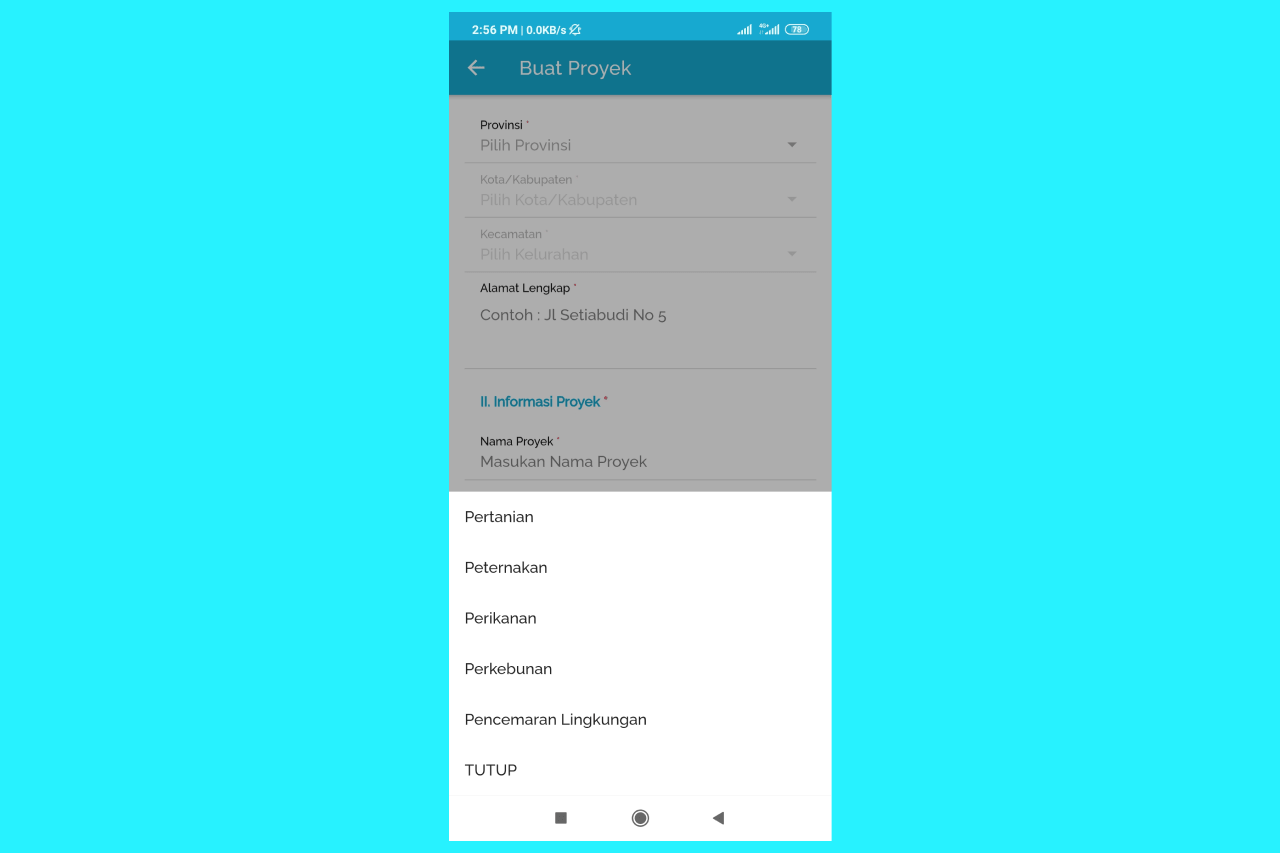 2:56 PM | 0.0KB/s
4G+
78
Buat Proyek
Provinsi *
Pilih Provinsi
Kota/Kabupaten *
Pilih Kota/Kabupaten
Kecamatan *
Pilih Kelurahan
Alamat Lengkap *
Contoh : Jl Setiabudi No 5
II. Informasi Proyek *
Nama Proyek *
Masukan Nama Proyek
Pertanian
Peternakan
Perikanan
Perkebunan
Pencemaran Lingkungan
TUTUP